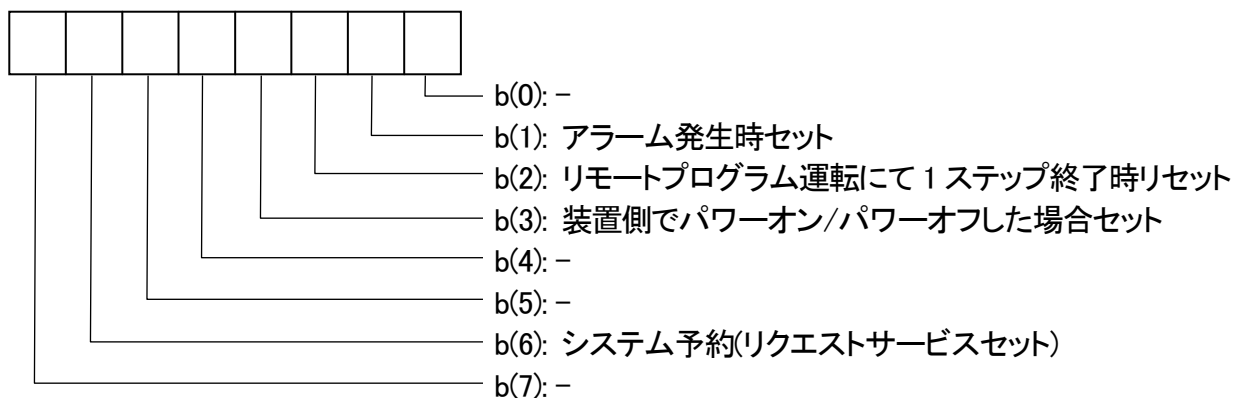 b(0): −
b(1): アラーム発生時セット
b(2): リモートプログラム運転にて 1 ステップ終了時リセット
b(3): 装置側でパワーオン/パワーオフした場合セット
b(4): −
b(5): −
b(6): システム予約(リクエストサービスセット)
b(7): −